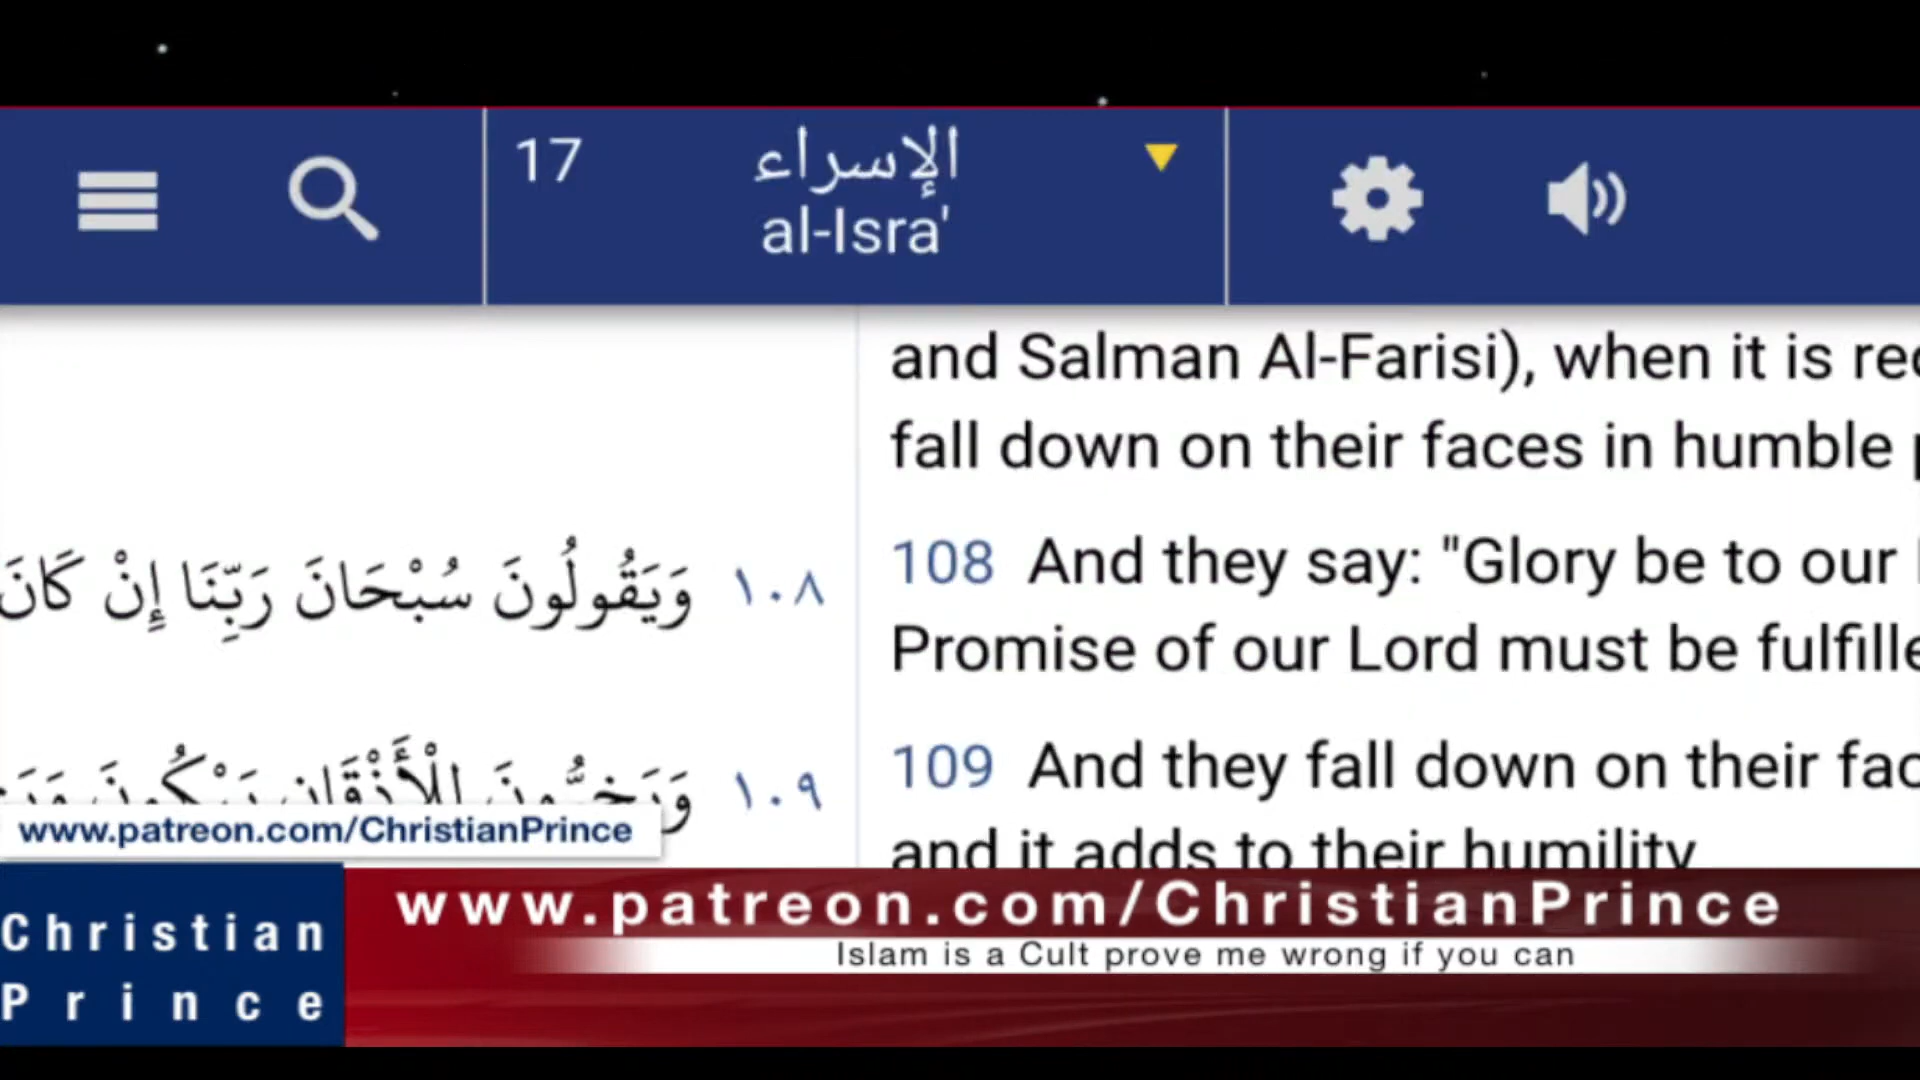 17
الإسراء
al-Isra'
and Salman Al-Farisi), when it is
fall down on their faces in humble
١٠٨ وَيَقُولُونَ سُبْحَانَ رَبِّنَا إِنْ كَانَ
108 And they say: "Glory be to our
Promise of our Lord must be
١٠٩ وَيَخِرُّونَ لِلْأَذْقَانِ يَبْكُونَ
109 And they fall down on their
and it adds to their humility
www.patreon.com/ChristianPrince
Christian
Prince
www.patreon.com/ChristianPrince
Islam is a Cult prove me wrong if you can